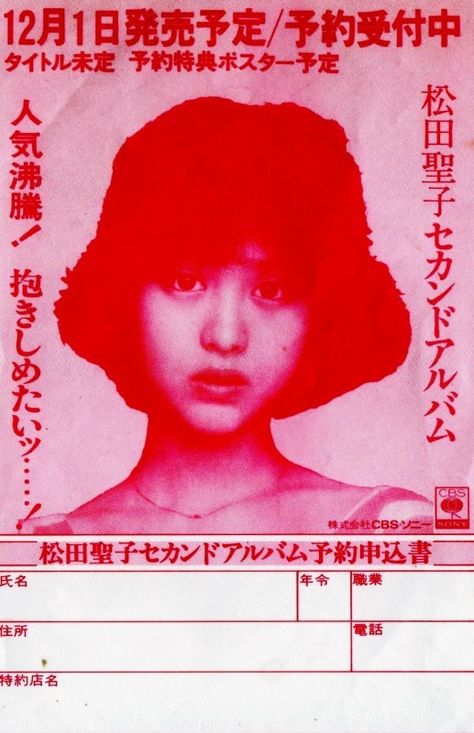 12月1日発売予定/予約受付中
タイトル未定 予約特典ポスター予定
松田聖子セカンドアルバム
人気沸騰!
抱きしめたいッ……!
CBS
SONY
株式会社CBS・ソニー
松田聖子セカンドアルバム予約申込書
氏名
年令
職業
住所
電話
特約店名